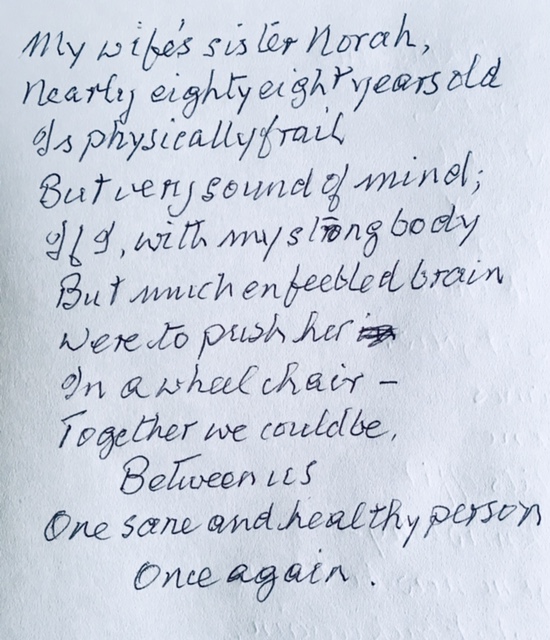 My wife's sister Norah,
Nearly eighty eight years old
Is physically frail
But very sound of mind;
If I, with my strong body
But much enfeebled brain
Were to push her
In a wheel chair –
Together we could be,
Between us
One sane and healthy person
Once again.